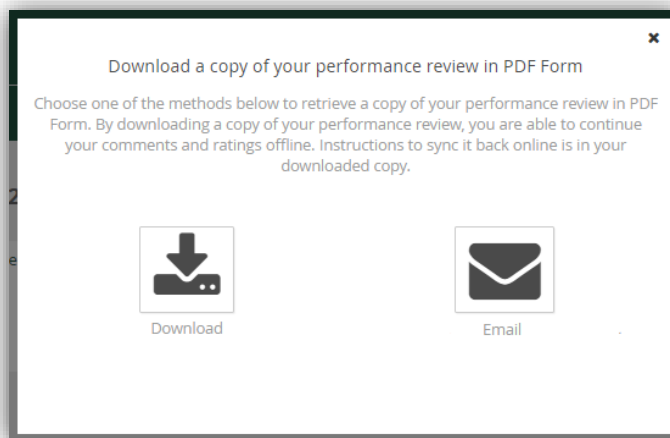 Download a copy of your performance review in PDF Form
Choose one of the methods below to retrieve a copy of your performance review in PDF
Form. By downloading a copy of your performance review, you are able to continue
your comments and ratings offline. Instructions to sync it back online is in your
downloaded copy.
2
e
Download
Email
.